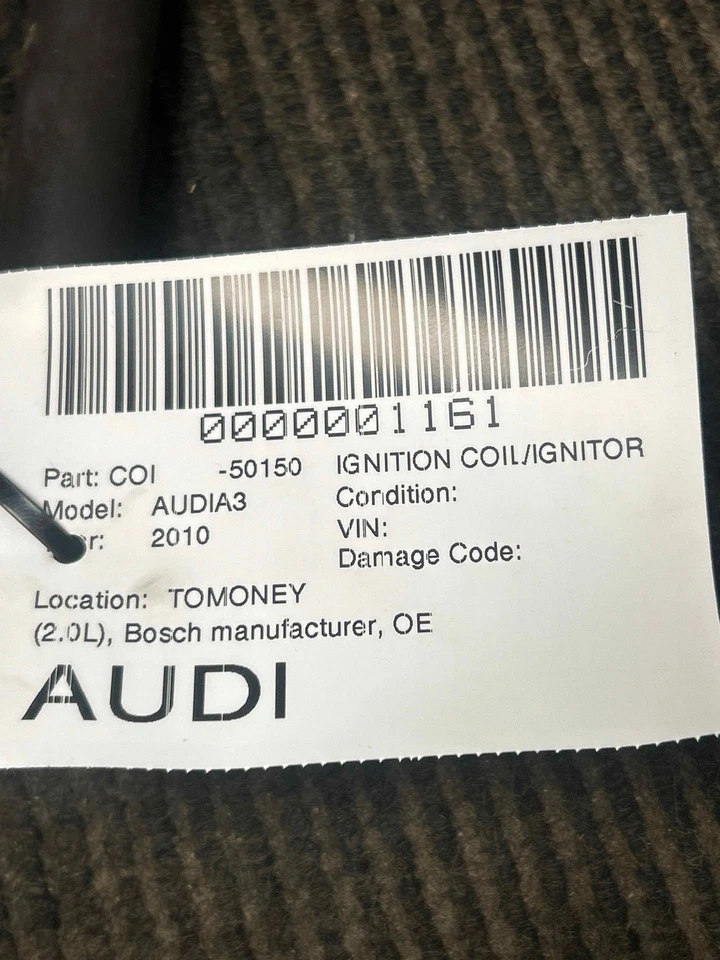 0000001161
Part: COI -50150 IGNITION COIL/IGNITOR
Model: AUDIA3 Condition:
2010 VIN:
Damage Code:
Location: TOMONEY
(2.0L), Bosch manufacturer, OE
AUDI